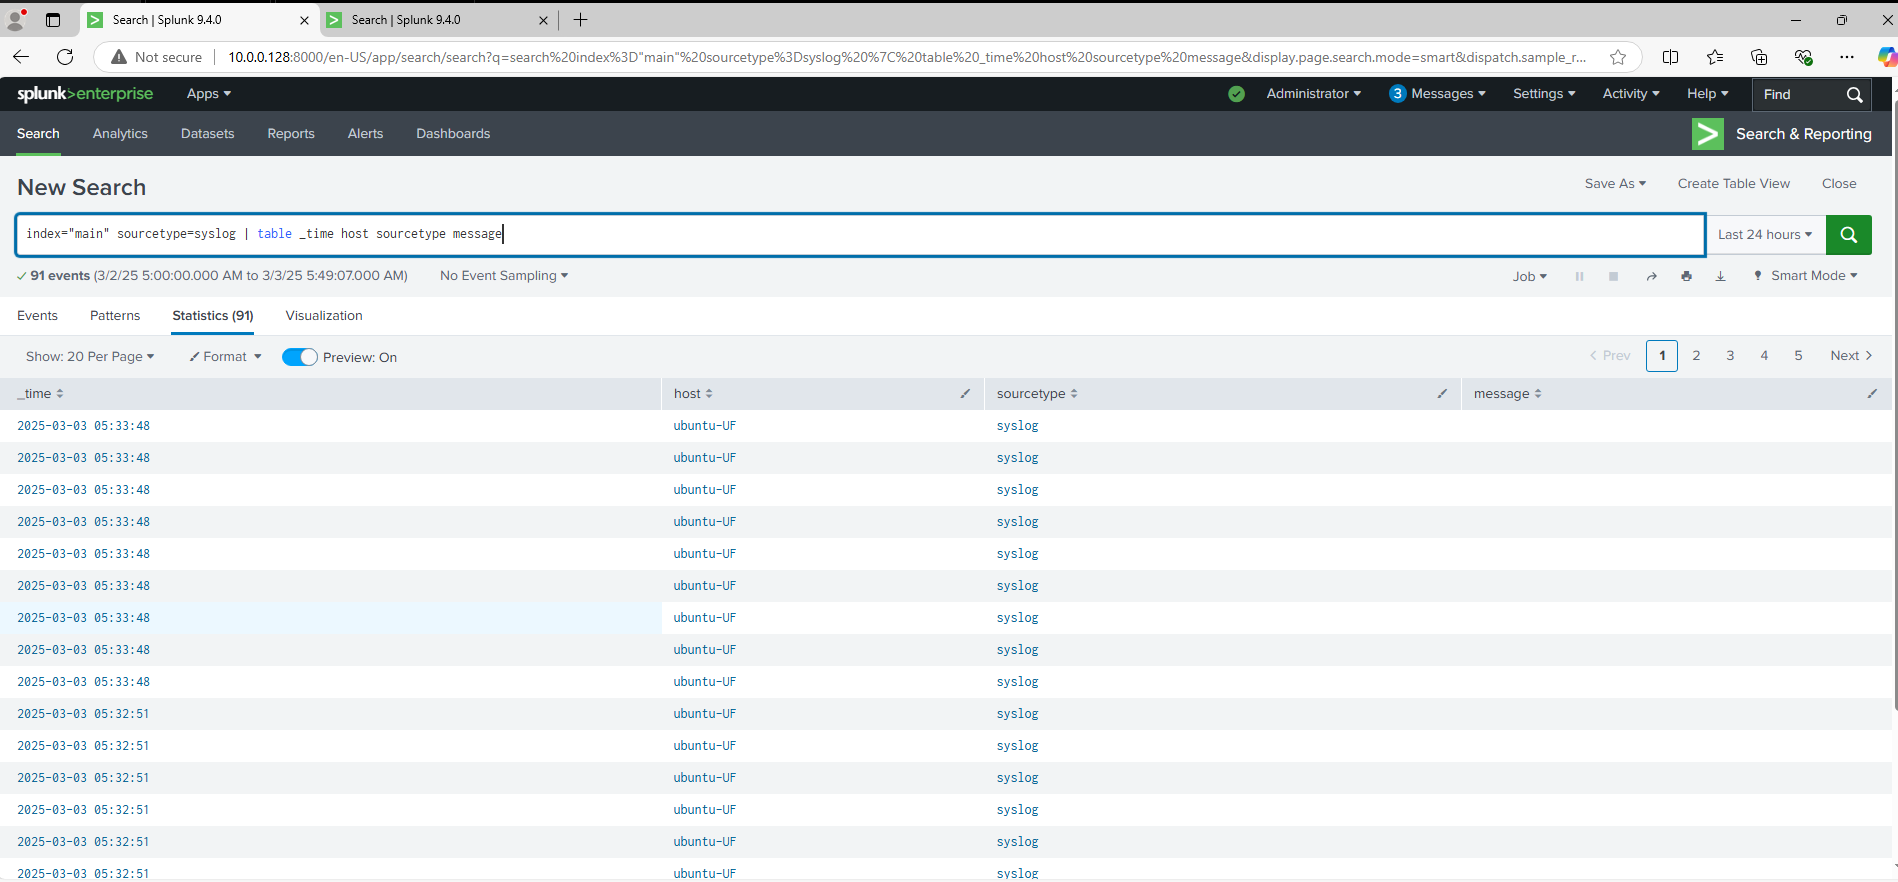 Search | Splunk 9.4.0
Search | Splunk 9.4.0
Not secure
10.0.0.128:8000/en-US/app/search/search?q=search%20index%3D"main"%20sourcetype%3Dsyslog%20%7C%20table%20_time%20host%20sourcetype%20message&display.page.search.mode=smart&dispatch.sample_r...
splunk>enterprise Apps Administrator 3 Messages Settings Activity Help Find
Search Analytics Datasets Reports Alerts Dashboards Search & Reporting
New Search Save As Create Table View Close
index="main" sourcetype=syslog | table _time host sourcetype message Last 24 hours
91 events (3/2/25 5:00:00.000 AM to 3/3/25 5:49:07.000 AM) No Event Sampling Job Smart Mode
Events Patterns Statistics (91) Visualization
Show: 20 Per Page Format Preview: On < Prev 1 2 3 4 5 Next >
_time host sourcetype message
2025-03-03 05:33:48 ubuntu-UF syslog
2025-03-03 05:33:48 ubuntu-UF syslog
2025-03-03 05:33:48 ubuntu-UF syslog
2025-03-03 05:33:48 ubuntu-UF syslog
2025-03-03 05:33:48 ubuntu-UF syslog
2025-03-03 05:33:48 ubuntu-UF syslog
2025-03-03 05:33:48 ubuntu-UF syslog
2025-03-03 05:33:48 ubuntu-UF syslog
2025-03-03 05:33:48 ubuntu-UF syslog
2025-03-03 05:32:51 ubuntu-UF syslog
2025-03-03 05:32:51 ubuntu-UF syslog
2025-03-03 05:32:51 ubuntu-UF syslog
2025-03-03 05:32:51 ubuntu-UF syslog
2025-03-03 05:32:51 ubuntu-UF syslog
2025-03-03 05:32:51 ubuntu-UF syslog